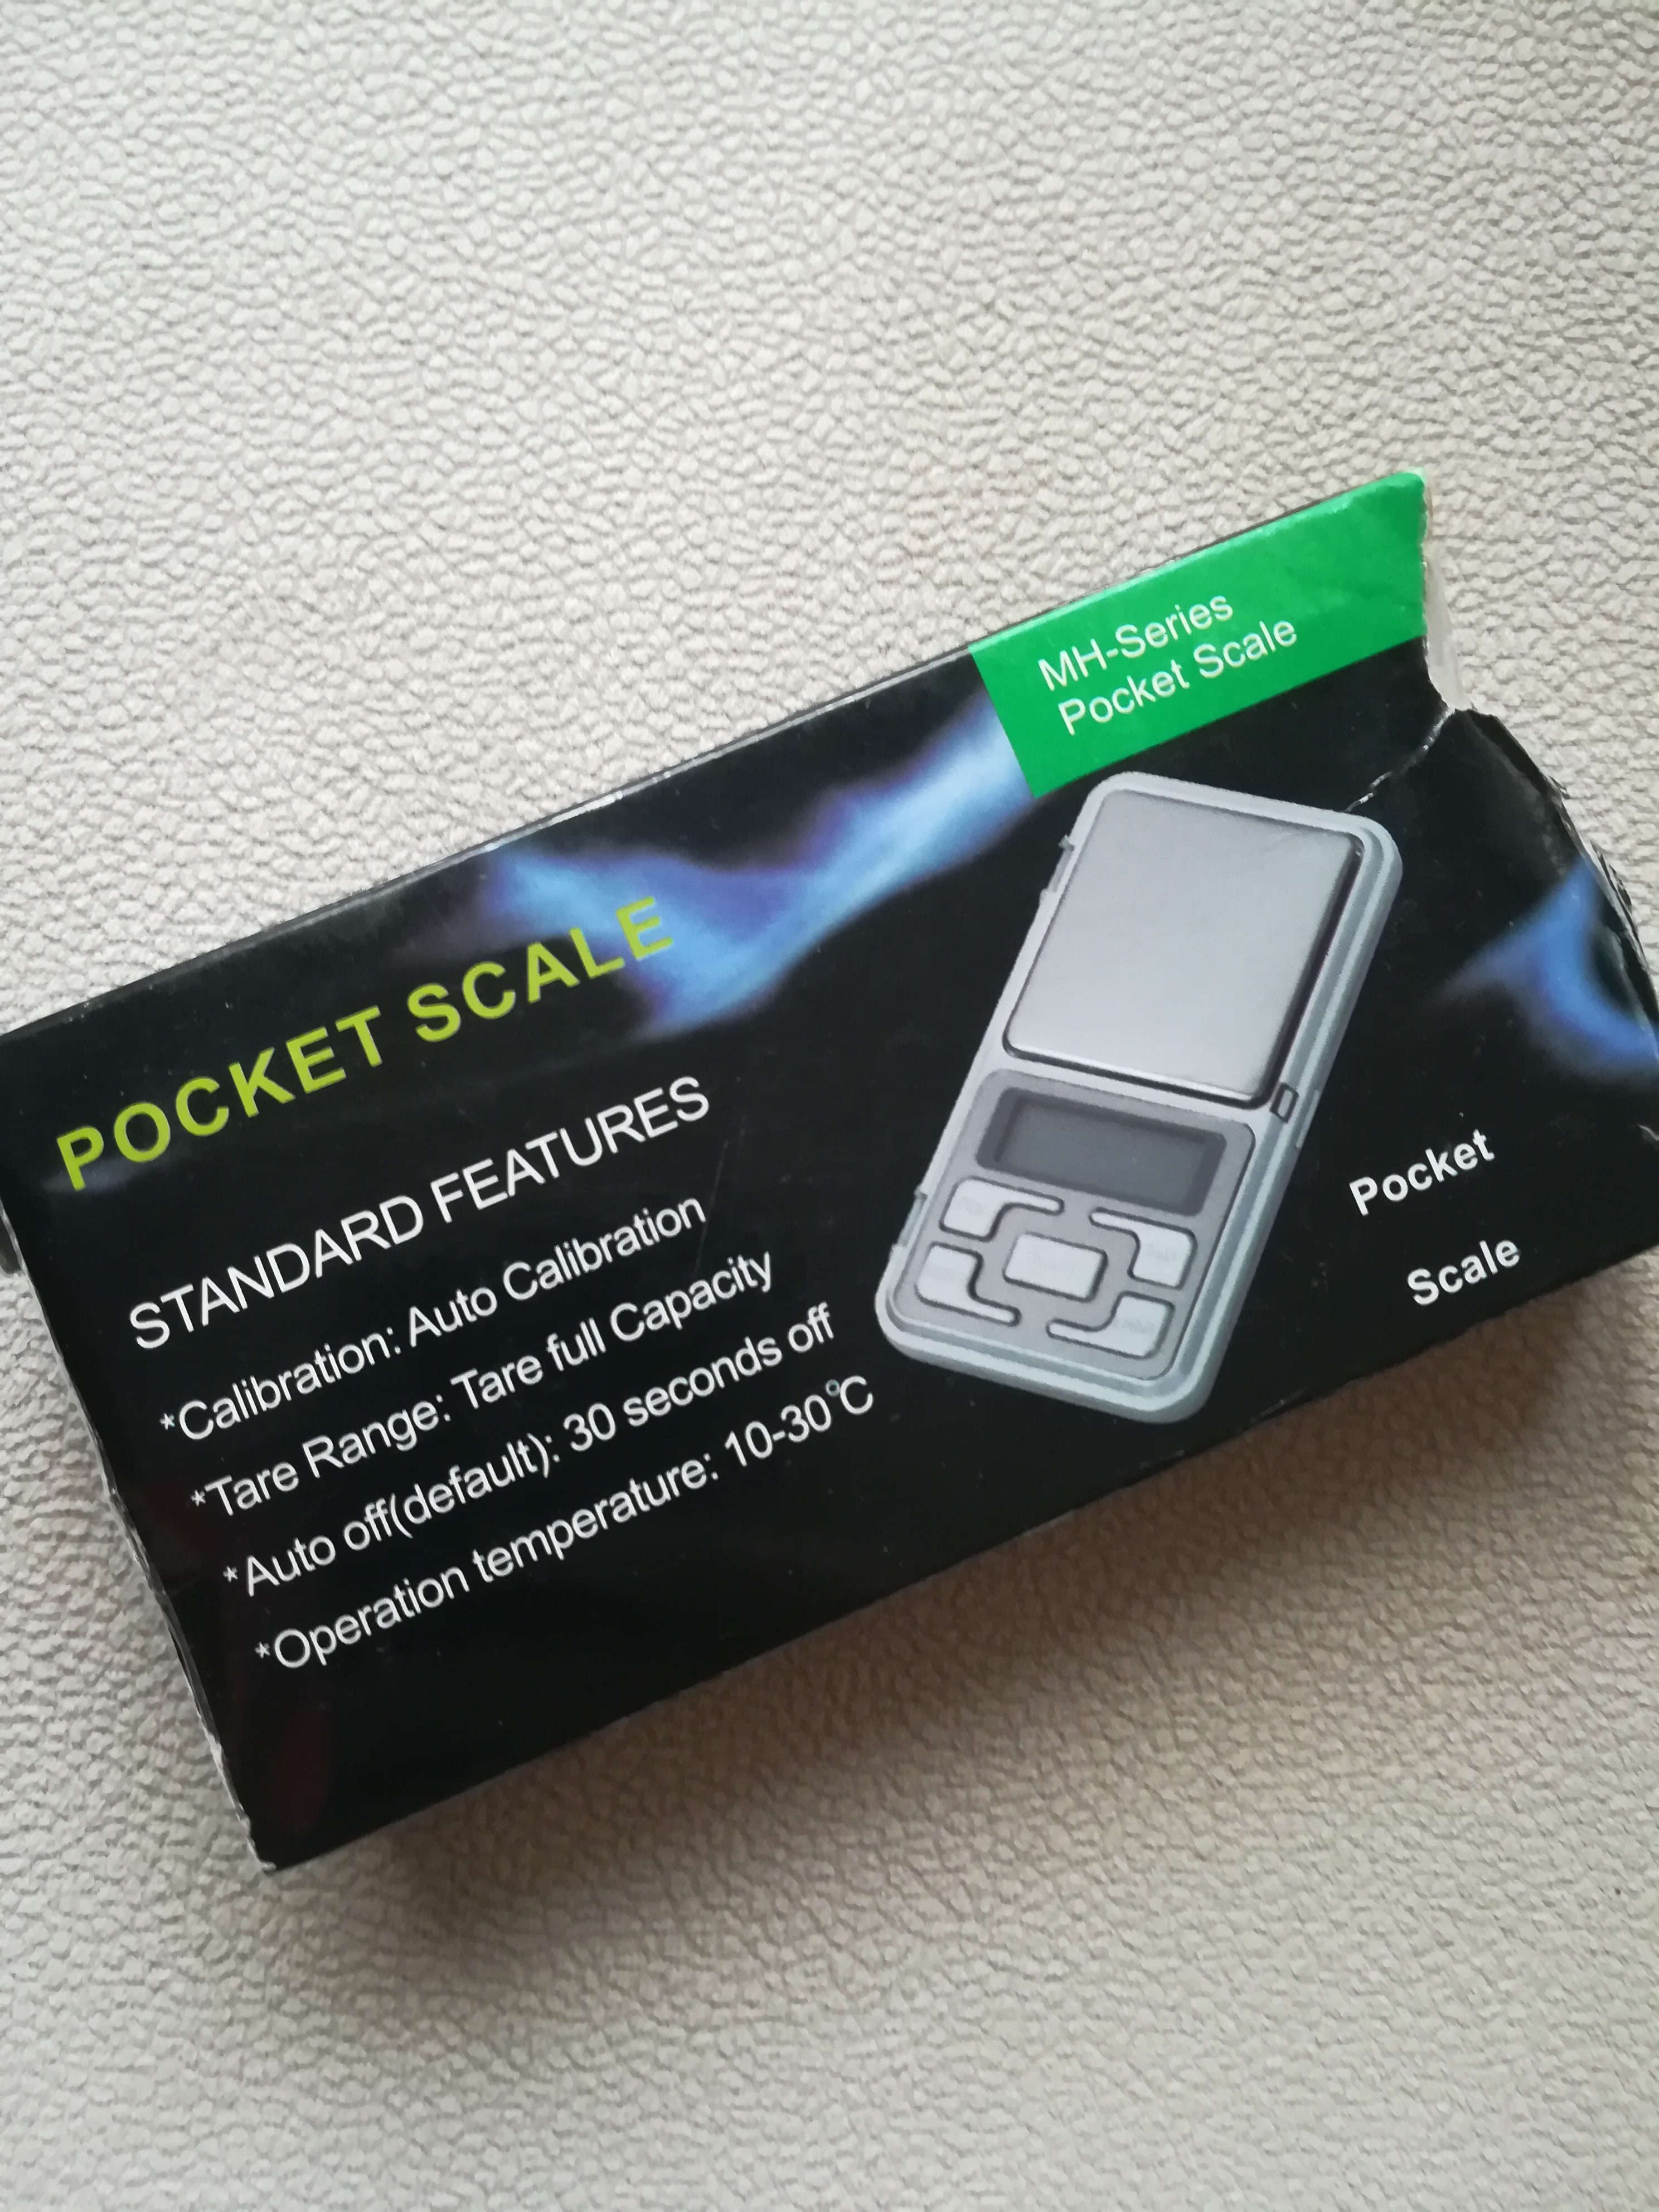 MH-Series
Pocket Scale
POCKET SCALE
STANDARD FEATURES
*Calibration: Auto Calibration
*Tare Range: Tare full Capacity
*Auto off(default): 30 seconds off
*Operation temperature: 10-30℃
Pocket
Scale